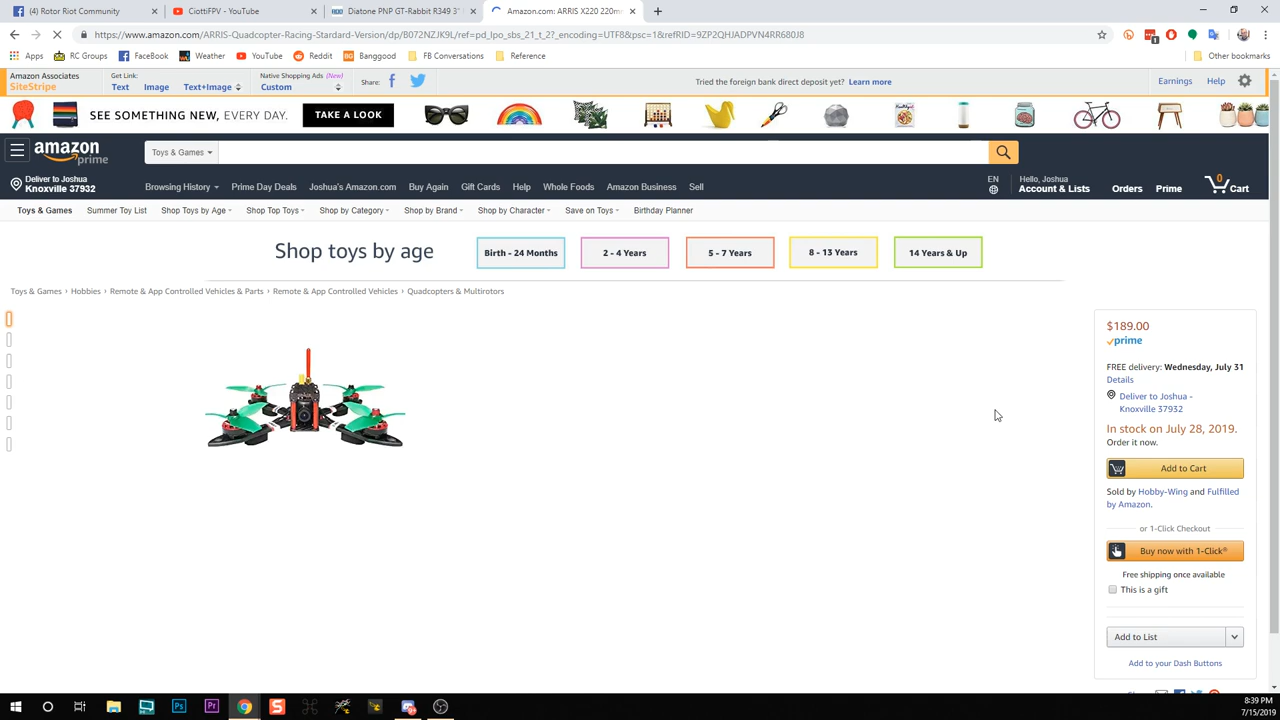 (4) Rotor Riot Community
CiottiFPV - YouTube
Diatone PNP GT-Rabbit R349 3"
Amazon.com: ARRIS X220 220m
https://www.amazon.com/ARRIS-Quadcopter-Racing-Stardard-Version/dp/B072NZJK9L/ref=pd_lpo_sbs_21_t_2?_encoding=UTF8&psc=1&refRID=9ZP2QHJADPVN4RR680J8
Apps
RC Groups
FaceBook
Weather
YouTube
Reddit
Banggood
FB Conversations
Reference
Other bookmarks
Amazon Associates
SiteStripe
Get Link:
Text
Image
Text+Image
Native Shopping Ads (New)
Custom
Share:
Tried the foreign bank direct deposit yet? Learn more
Earnings
Help
SEE SOMETHING NEW, EVERY DAY.
TAKE A LOOK
amazon
prime
Toys & Games
Deliver to Joshua
Knoxville 37932
Browsing History
Prime Day Deals
Joshua's Amazon.com
Buy Again
Gift Cards
Help
Whole Foods
Amazon Business
Sell
EN
Hello, Joshua
Account & Lists
Orders
Prime
0
Cart
Toys & Games
Summer Toy List
Shop Toys by Age
Shop Top Toys
Shop by Category
Shop by Brand
Shop by Character
Save on Toys
Birthday Planner
Shop toys by age
Birth - 24 Months
2 - 4 Years
5 - 7 Years
8 - 13 Years
14 Years & Up
Toys & Games › Hobbies › Remote & App Controlled Vehicles & Parts › Remote & App Controlled Vehicles › Quadcopters & Multirotors
$189.00
prime
FREE delivery: Wednesday, July 31
Details
Deliver to Joshua -
Knoxville 37932
In stock on July 28, 2019.
Order it now.
Add to Cart
Sold by Hobby-Wing and Fulfilled
by Amazon.
or 1-Click Checkout
Buy now with 1-Click®
Free shipping once available
This is a gift
Add to List
Add to your Dash Buttons
8:39 PM
7/15/2019